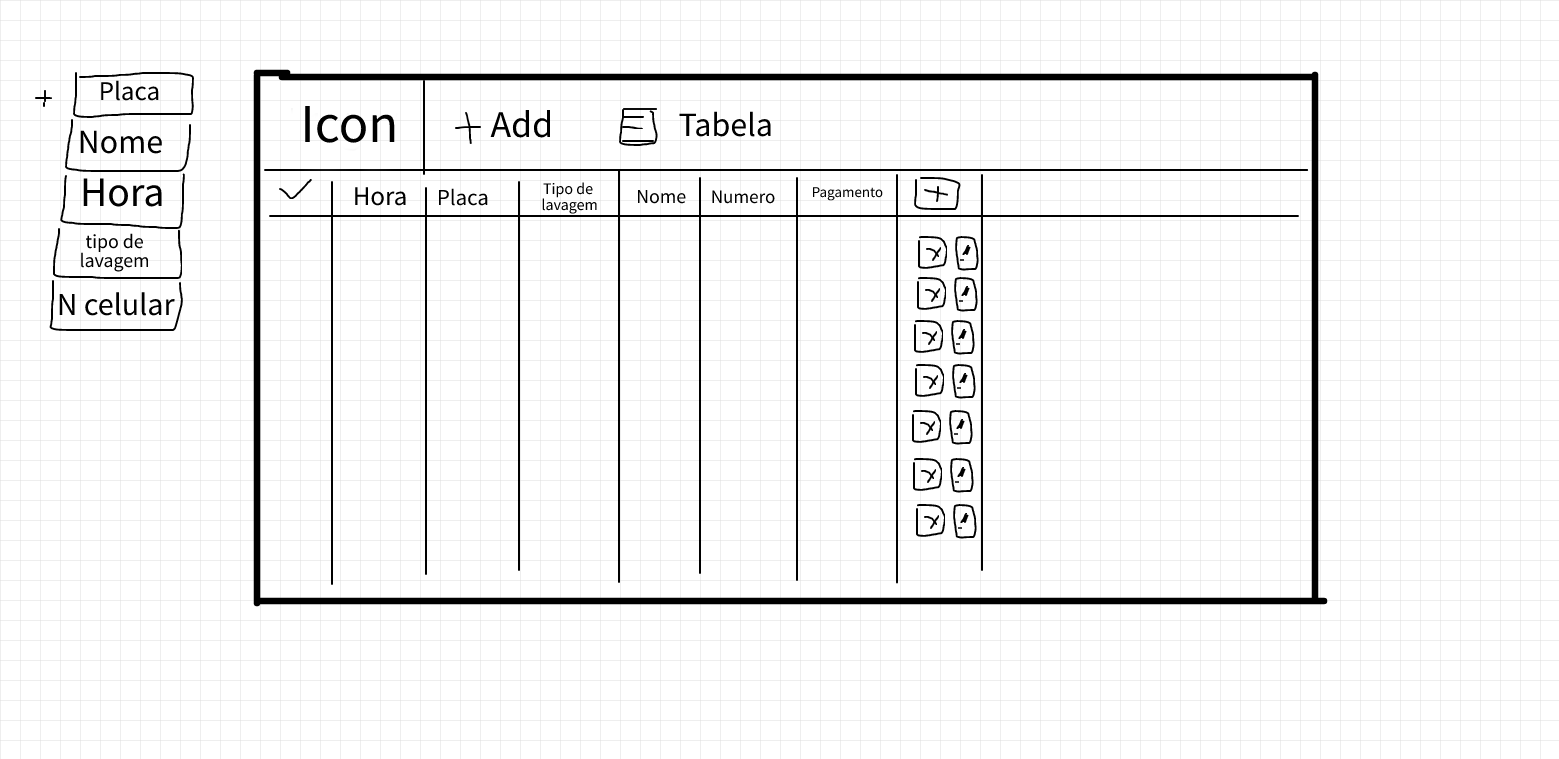 + Placa
Nome
Hora
tipo de
lavagem
N celular
Icon
+ Add
Tabela
Hora
Placa
Tipo de
lavagem
Nome
Numero
Pagamento
+